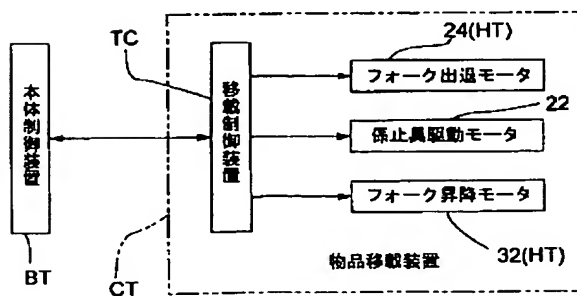 TC
24(HT)
フォーク出退モータ
22
係止具駆動モータ
フォーク昇降モータ
32(HT)
本体制御装置
移載制御装置
物品移載装置
BT
CT